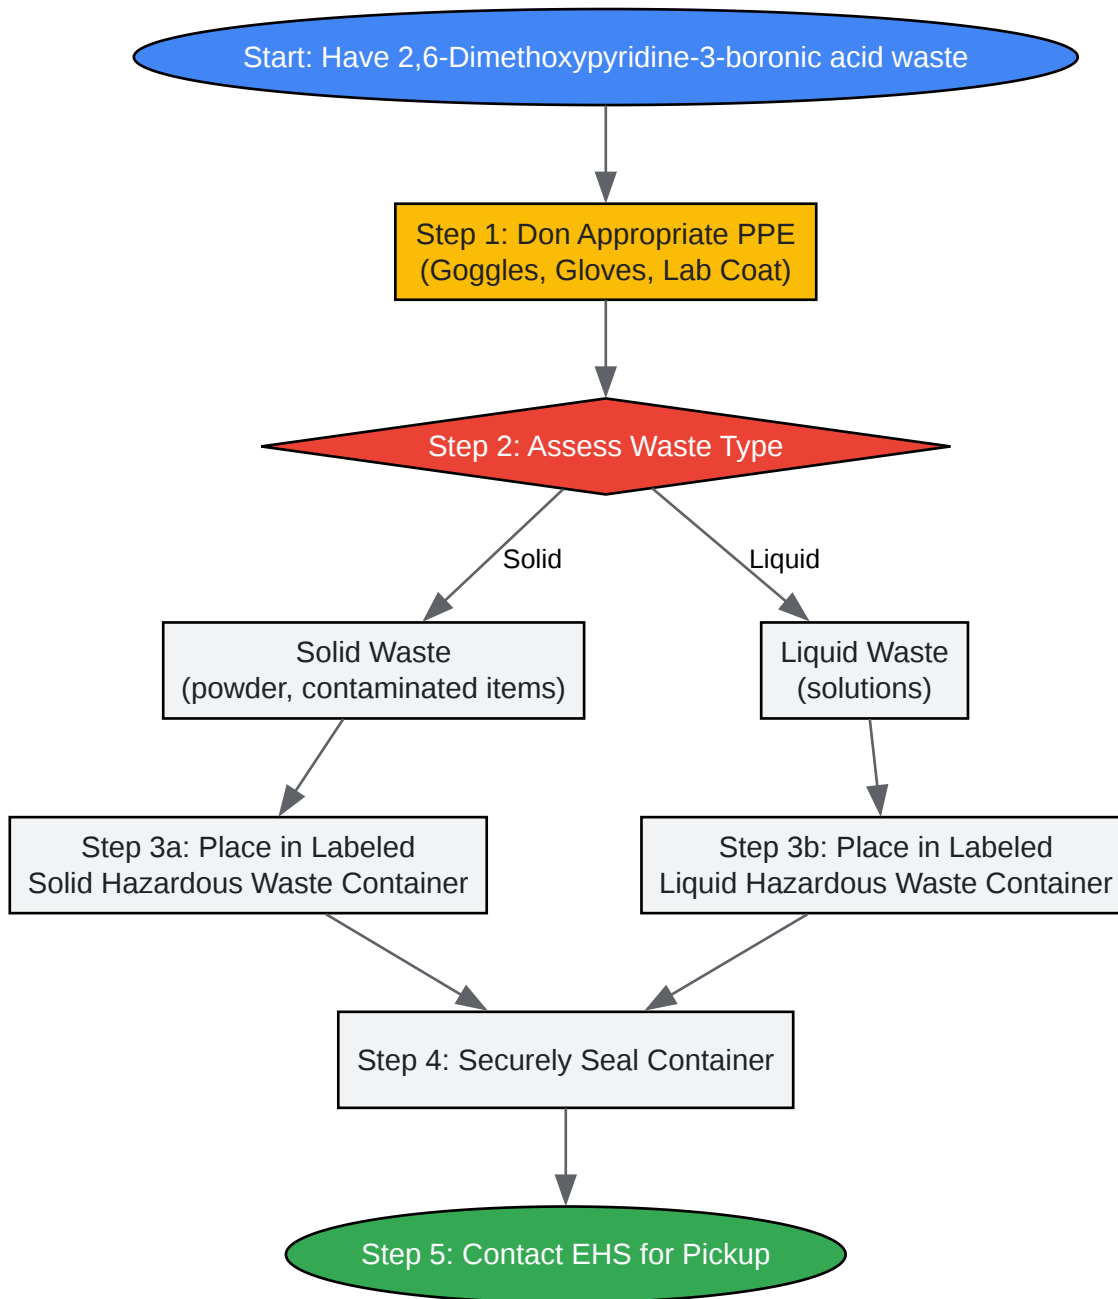 Start: Have 2,6-Dimethoxypyridine-3-boronic acid waste
Step 1: Don Appropriate PPE
(Goggles, Gloves, Lab Coat)
Step 2: Assess Waste Type
Solid
Liquid
Solid Waste
(powder, contaminated items)
Liquid Waste
(solutions)
Step 3a: Place in Labeled
Solid Hazardous Waste Container
Step 3b: Place in Labeled
Liquid Hazardous Waste Container
Step 4: Securely Seal Container
Step 5: Contact EHS for Pickup